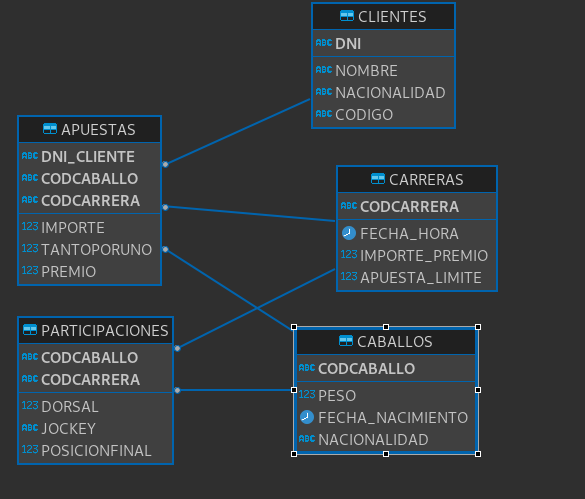 CLIENTES
ABC DNI
ABC NOMBRE
ABC NACIONALIDAD
ABC CODIGO
APUESTAS
ABC DNI_CLIENTE
ABC CODCABALLO
ABC CODCARRERA
123 IMPORTE
123 TANTOPORUNO
123 PREMIO
CARRERAS
ABC CODCARRERA
FECHA_HORA
123 IMPORTE_PREMIO
123 APUESTA_LIMITE
PARTICIPACIONES
ABC CODCABALLO
ABC CODCARRERA
123 DORSAL
ABC JOCKEY
123 POSICIONFINAL
CABALLOS
ABC CODCABALLO
123 PESO
FECHA_NACIMIENTO
ABC NACIONALIDAD